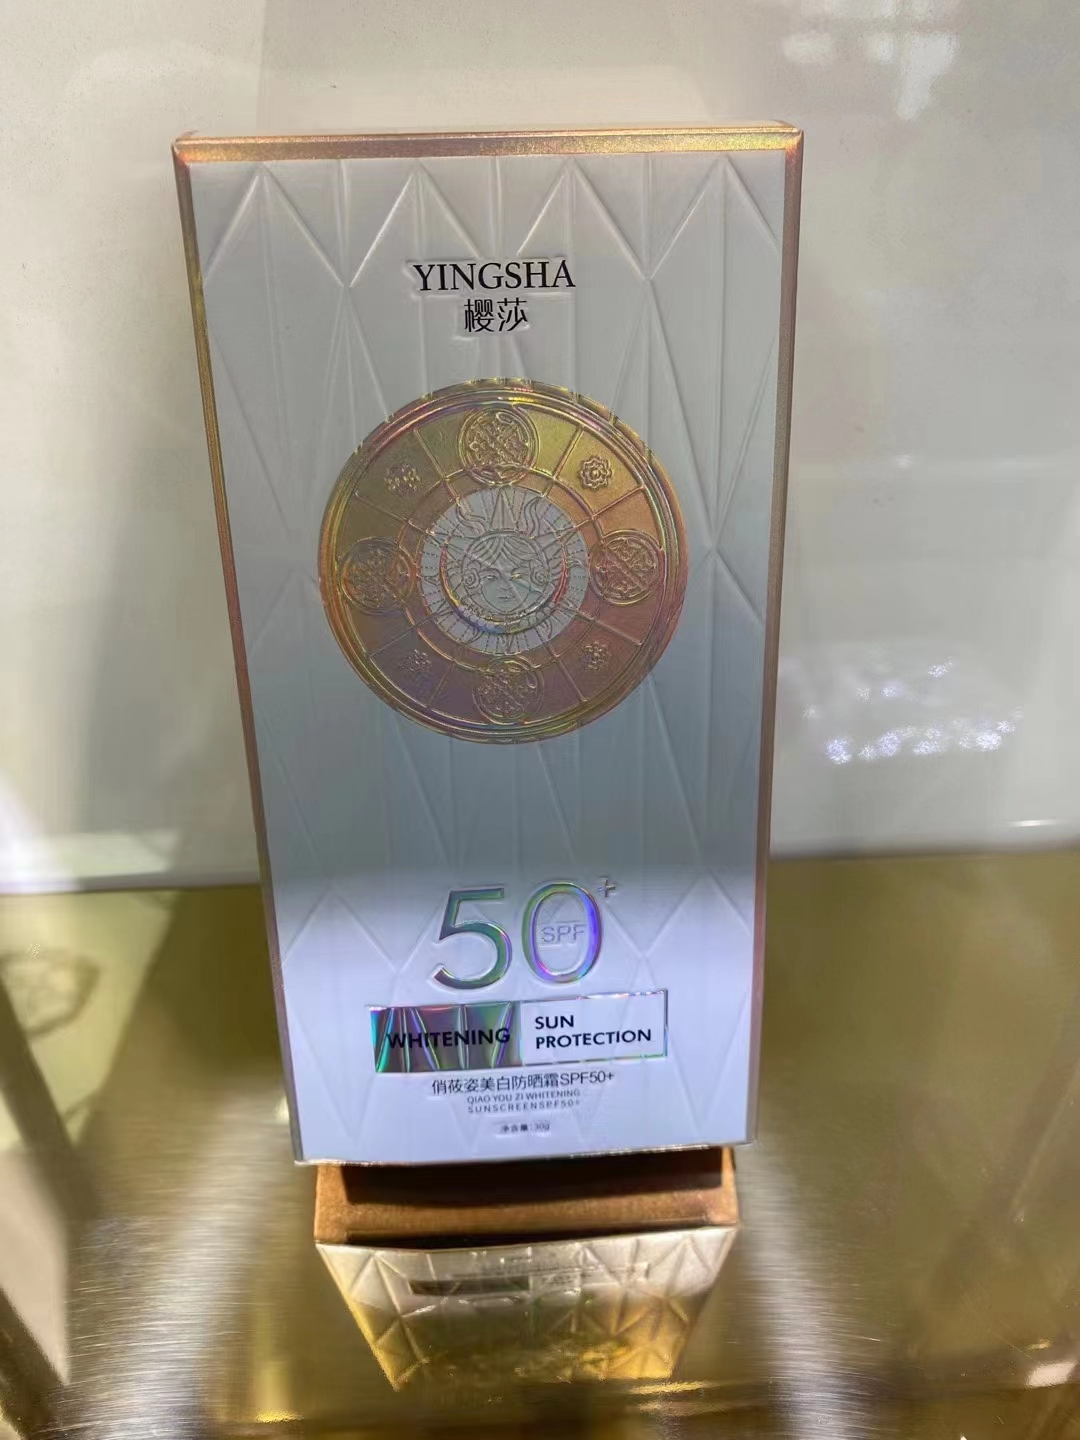 YINGSHA
樱莎
50+
SPF
WHITENING
SUN
PROTECTION
俏莜姿美白防晒霜SPF50+
QIAO YOU ZI WHITENING
SUNSCREENSPF50+
净含量:30g